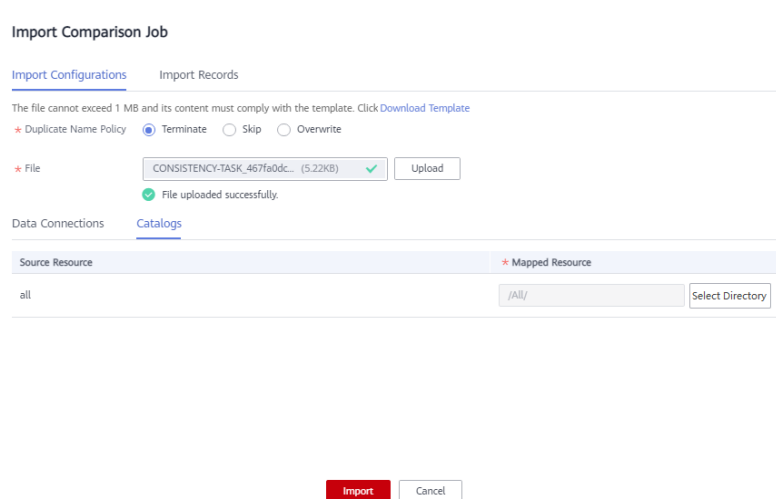 Import Comparison Job
Import Configurations Import Records
The file cannot exceed 1 MB and its content must comply with the template. Click Download Template
* Duplicate Name Policy Terminate Skip Overwrite
* File CONSISTENCY-TASK_467fa0dc... (5.22KB) Upload
File uploaded successfully.
Data Connections Catalogs
Source Resource * Mapped Resource
all /All/ Select Directory
Import Cancel